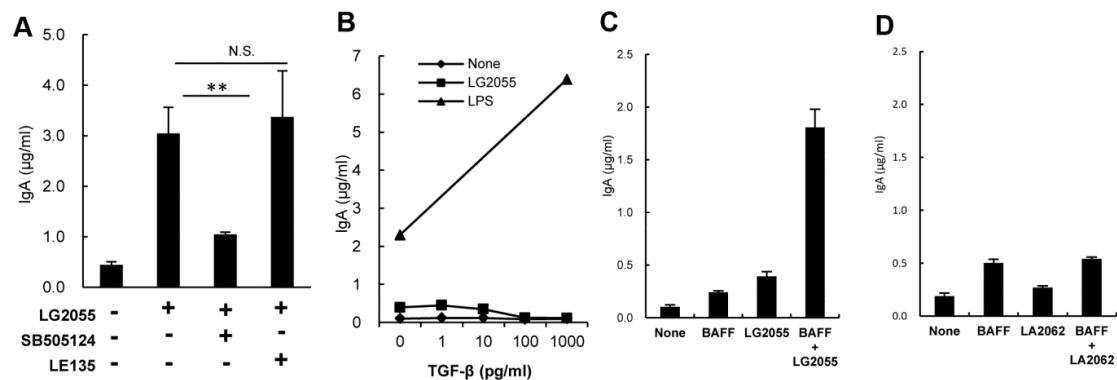 A
IgA (µg/ml)
5.0
4.0
3.0
2.0
1.0
0.0
N.S.
**
LG2055 - + + +
SB505124 - - + -
LE135 - - - +
B
IgA (µg/ml)
7
6
5
4
3
2
1
0
None
LG2055
LPS
0 1 10 100 1000
TGF-β (pg/ml)
C
IgA (µg/ml)
2.5
2.0
1.5
1.0
0.5
0.0
None BAFF LG2055 BAFF
+
LG2055
D
IgA (µg/ml)
2.5
2.0
1.5
1.0
0.5
0.0
None BAFF LA2062 BAFF
+
LA2062